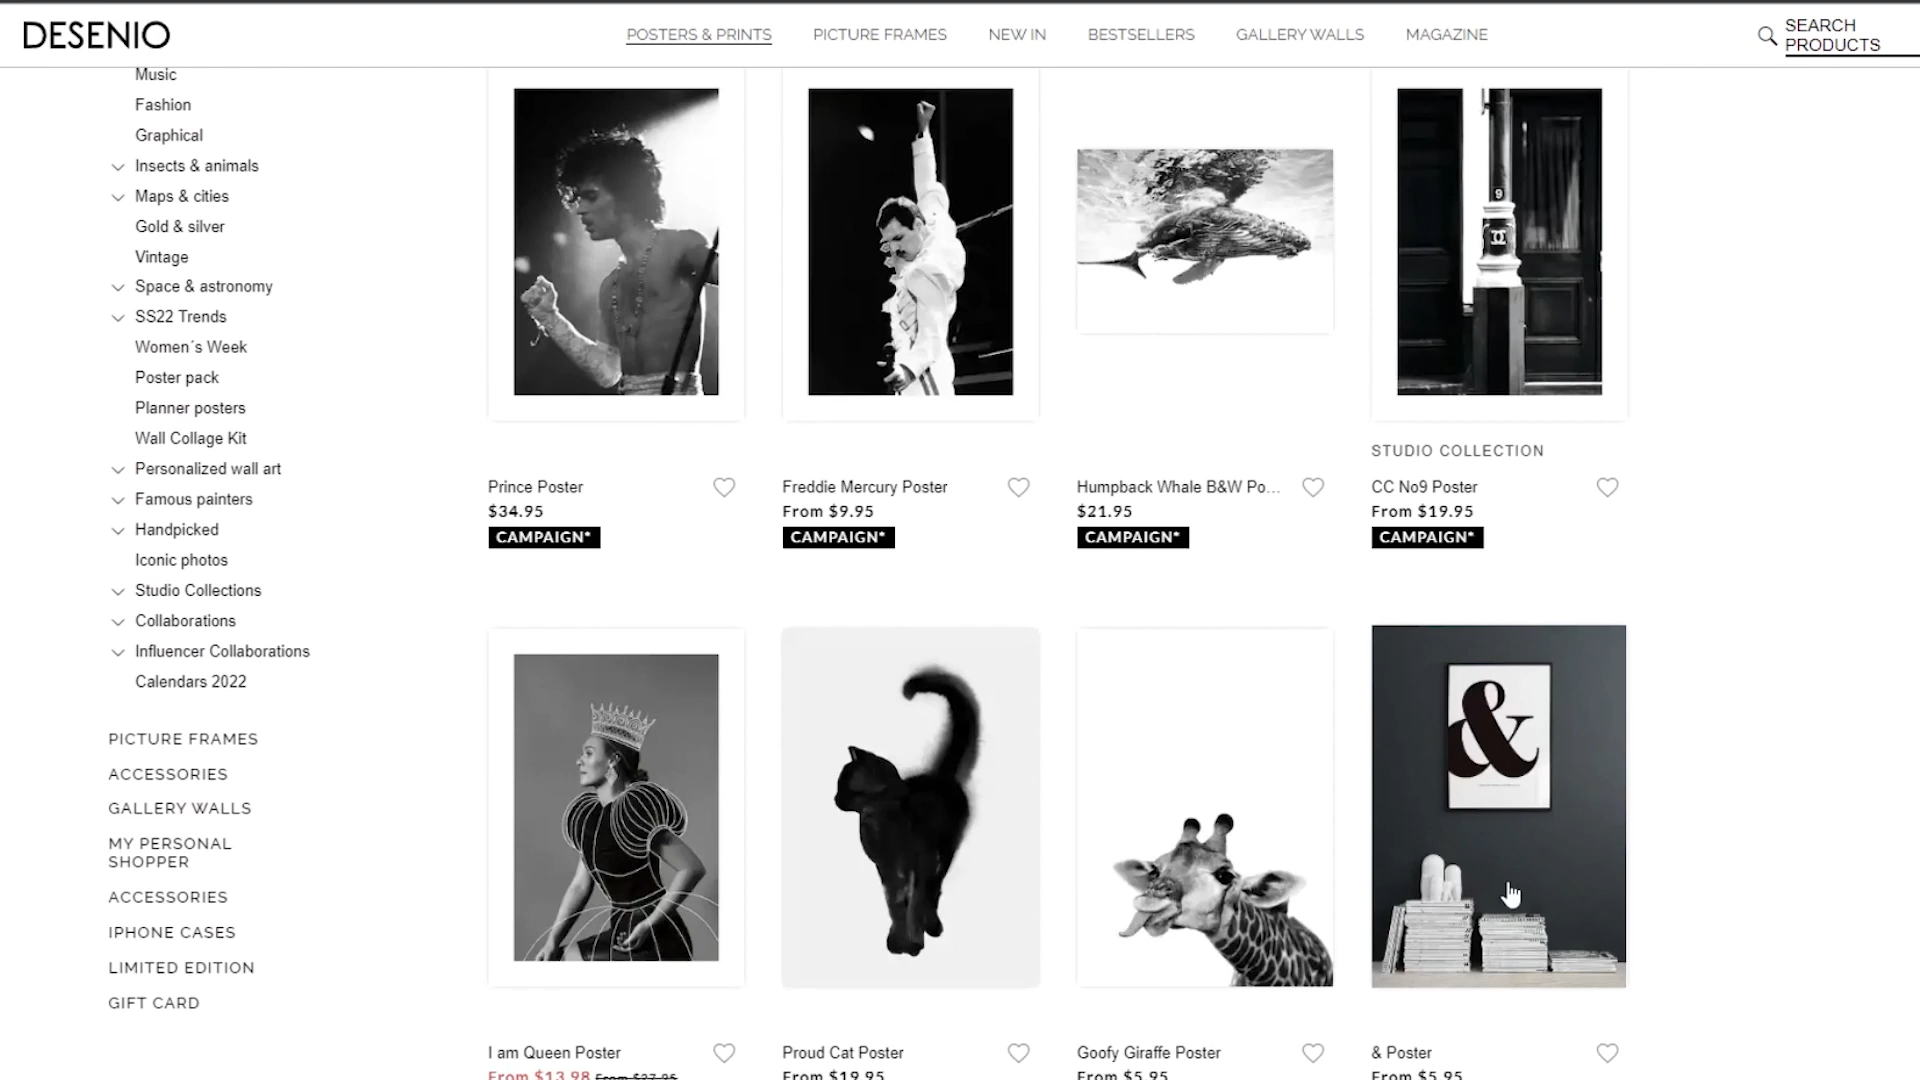 DESENIO
POSTERS & PRINTS
PICTURE FRAMES
NEW IN
BESTSELLERS
GALLERY WALLS
MAGAZINE
SEARCH
PRODUCTS
Music
Fashion
Graphical
Insects & animals
Maps & cities
Gold & silver
Vintage
Space & astronomy
SS22 Trends
Women´s Week
Poster pack
Planner posters
Wall Collage Kit
Personalized wall art
Famous painters
Handpicked
Iconic photos
Studio Collections
Collaborations
Influencer Collaborations
Calendars 2022
PICTURE FRAMES
ACCESSORIES
GALLERY WALLS
MY PERSONAL
SHOPPER
ACCESSORIES
IPHONE CASES
LIMITED EDITION
GIFT CARD
9
Prince Poster
$34.95
CAMPAIGN*
Freddie Mercury Poster
From $9.95
CAMPAIGN*
Humpback Whale B&W Po...
$21.95
CAMPAIGN*
STUDIO COLLECTION
CC No9 Poster
From $19.95
CAMPAIGN*
&
I am Queen Poster
From $13.98 From $27.95
Proud Cat Poster
From $19.95
Goofy Giraffe Poster
From $5.95
& Poster
From $5.95